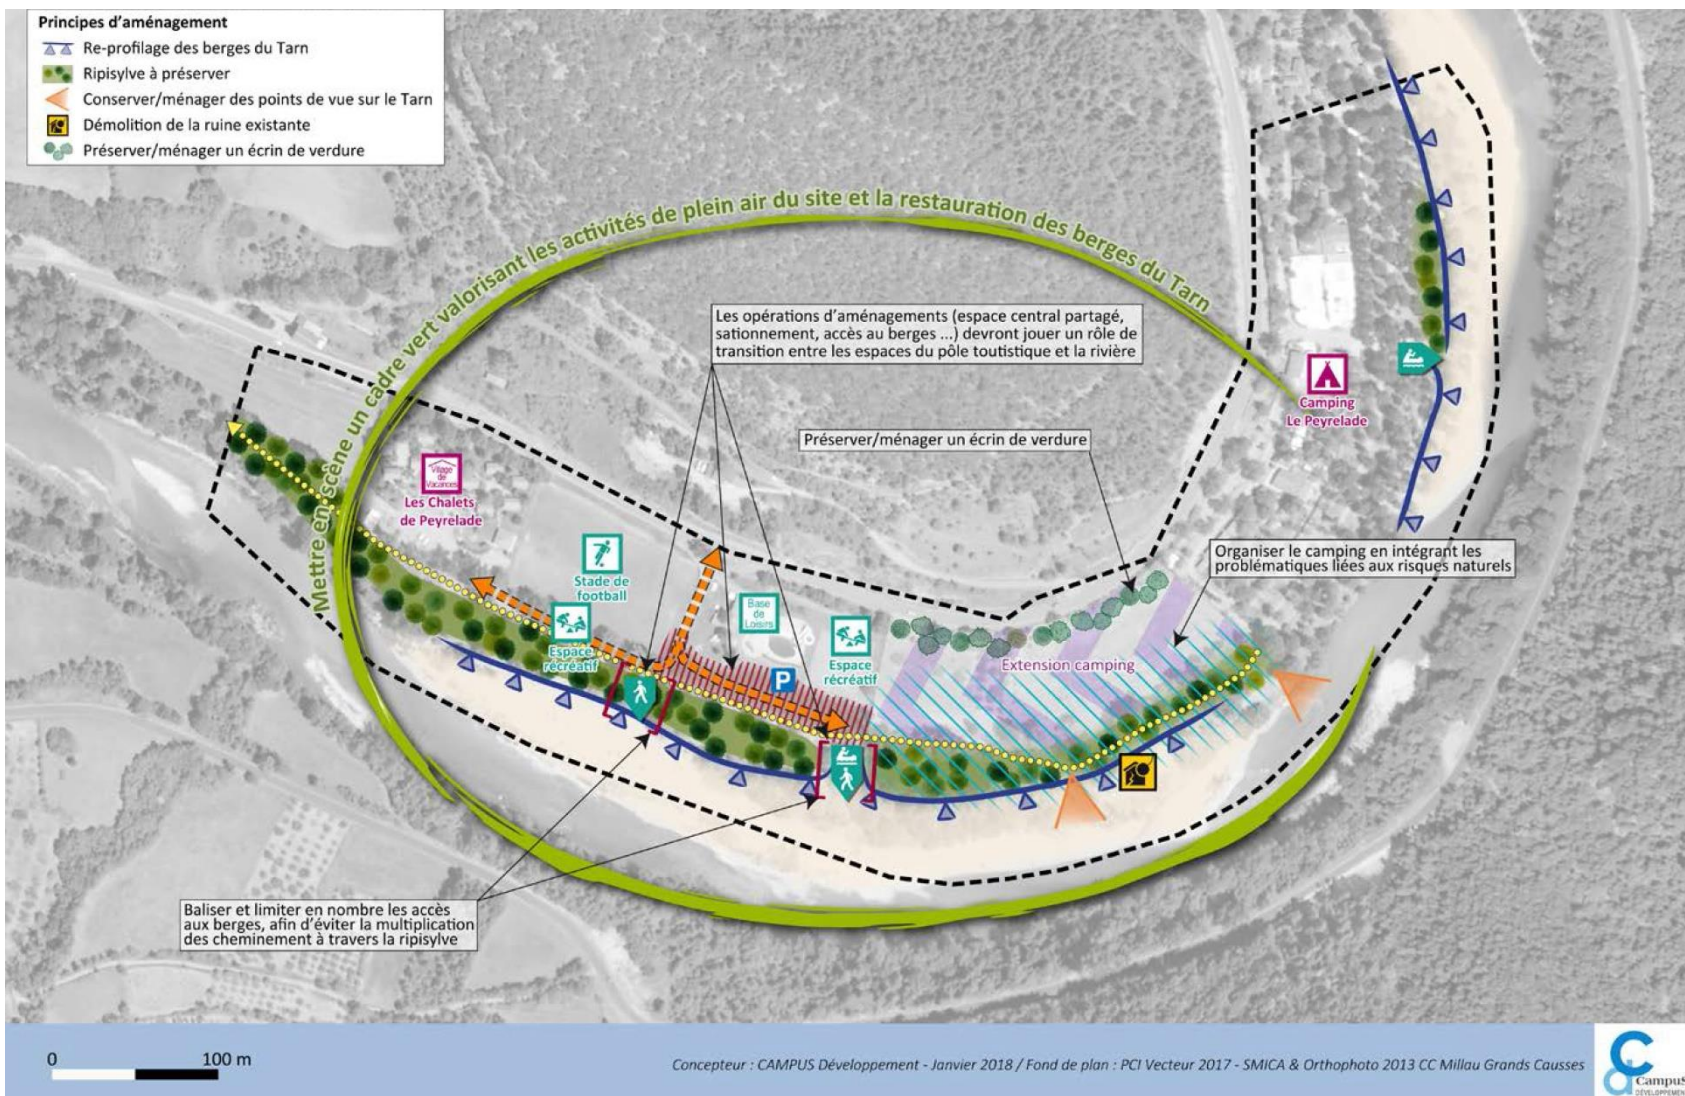 Principes d'aménagement
Re-profilage des berges du Tarn
Ripisylve à préserver
Conserver/ménager des points de vue sur le Tarn
Démolition de la ruine existante
Préserver/ménager un écrin de verdure
Mettre en scène un cadre vert valorisant les activités de plein air du site et la restauration des berges du Tarn
Les opérations d'aménagements (espace central partagé,
sationnement, accès au berges ...) devront jouer un rôle de
transition entre les espaces du pôle toutistique et la rivière
Camping
Le Peyrelade
Préserver/ménager un écrin de verdure
Village
de
Vacances
Les Chalets
de Peyrelade
Organiser le camping en intégrant les
problématiques liées aux risques naturels
Stade de
football
Base
de
Loisirs
Espace
récréatif
Espace
récréatif
Extension camping
P
Baliser et limiter en nombre les accès
aux berges, afin d'éviter la multiplication
des cheminement à travers la ripisylve
0 100 m
Concepteur : CAMPUS Développement - Janvier 2018 / Fond de plan : PCI Vecteur 2017 - SMICA & Orthophoto 2013 CC Millau Grands Causses
Campus
DÉVELOPPEMENT